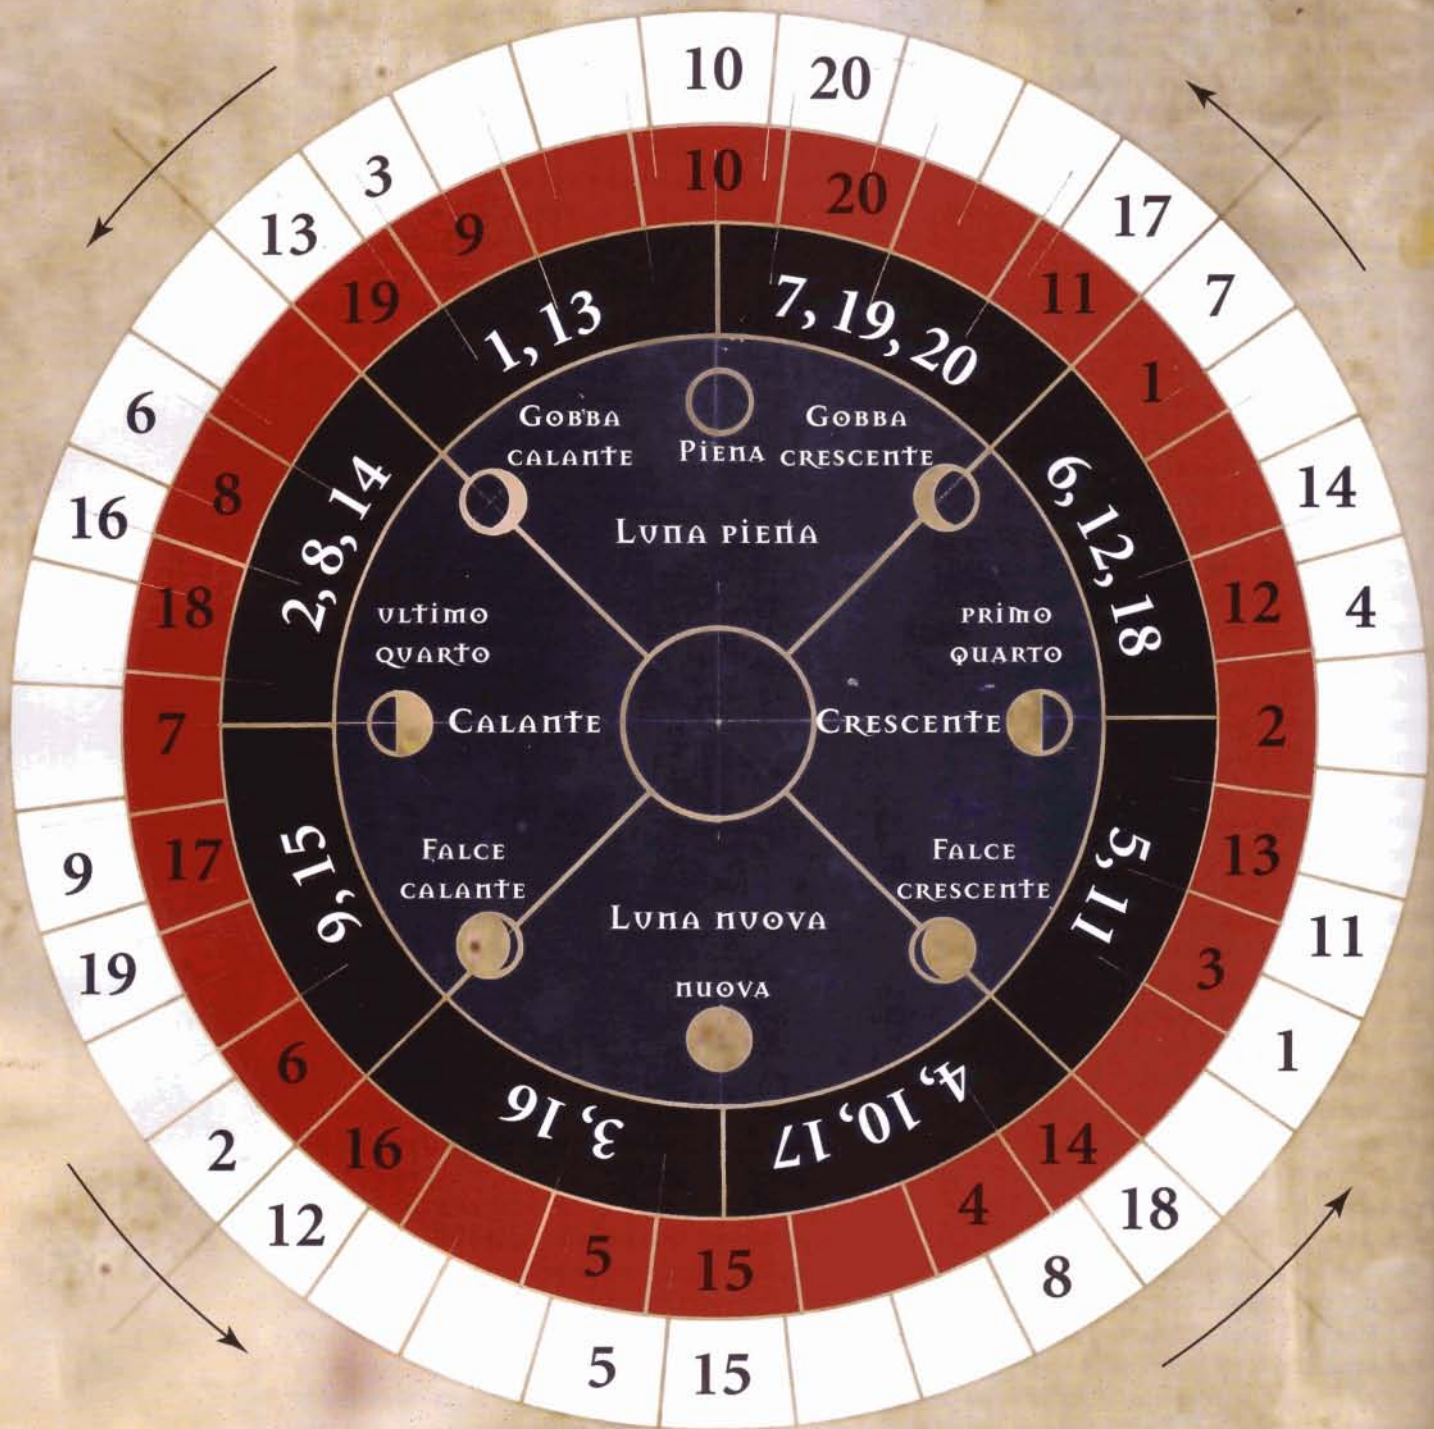 10
20
17
7
14
4
11
1
18
8
15
5
12
2
19
9
16
6
13
3
10
20
11
1
12
2
13
3
14
4
15
5
16
6
17
7
18
8
19
9
7, 19, 20
6, 12, 18
5, 11
4, 10, 17
3, 16
9, 15
2, 8, 14
1, 13
Gobba
calante
Piena
Gobba
crescente
Luna piena
ultimo
quarto
primo
quarto
Calante
Crescente
Falce
calante
Falce
crescente
Luna nuova
nuova